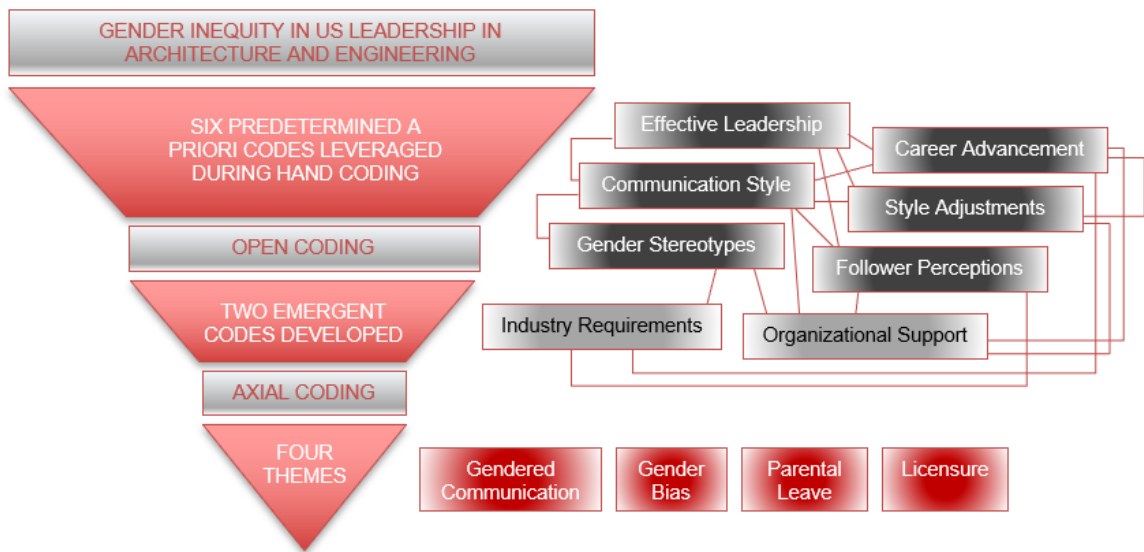 GENDER INEQUITY IN US LEADERSHIP IN
ARCHITECTURE AND ENGINEERING
SIX PREDETERMINED A
PRIORI CODES LEVERAGED
DURING HAND CODING
OPEN CODING
TWO EMERGENT
CODES DEVELOPED
AXIAL CODING
FOUR
THEMES
Effective Leadership
Career Advancement
Communication Style
Style Adjustments
Gender Stereotypes
Follower Perceptions
Industry Requirements
Organizational Support
Gendered
Communication
Gender
Bias
Parental
Leave
Licensure